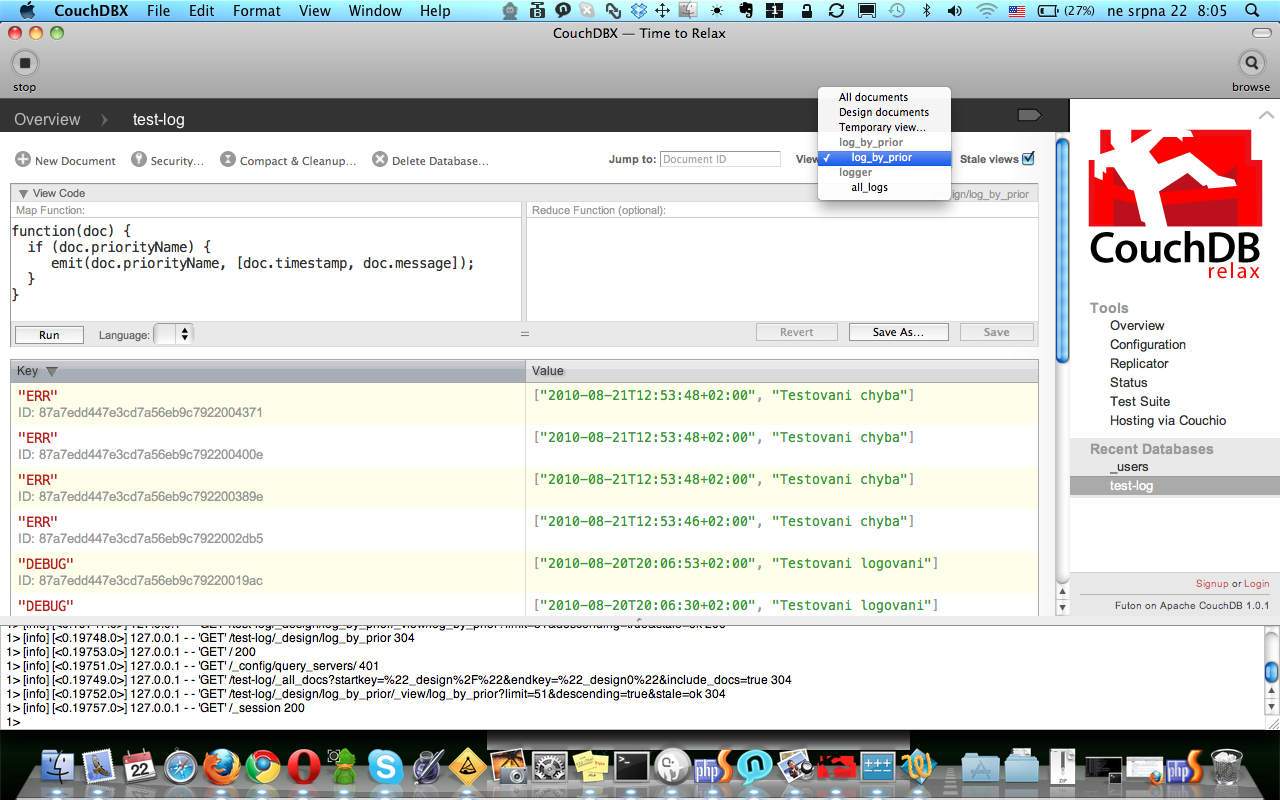 CouchDBX File Edit Format View Window Help (27%) ne srpna 22 8:05
CouchDBX — Time to Relax
stop
browse
Overview test-log
All documents
Design documents
Temporary view…
log_by_prior
log_by_prior
logger
all_logs
New Document Security… Compact & Cleanup… Delete Database…
Jump to: Document ID
View
Stale views
View Code
ign/log_by_prior
Map Function:
Reduce Function (optional):
function(doc) {
if (doc.priorityName) {
emit(doc.priorityName, [doc.timestamp, doc.message]);
}
}
Run Language: = Revert Save As… Save
Key Value
"ERR" ["2010-08-21T12:53:48+02:00", "Testovani chyba"]
ID: 87a7edd447e3cd7a56eb9c7922004371
"ERR" ["2010-08-21T12:53:48+02:00", "Testovani chyba"]
ID: 87a7edd447e3cd7a56eb9c792200400e
"ERR" ["2010-08-21T12:53:48+02:00", "Testovani chyba"]
ID: 87a7edd447e3cd7a56eb9c792200389e
"ERR" ["2010-08-21T12:53:46+02:00", "Testovani chyba"]
ID: 87a7edd447e3cd7a56eb9c7922002db5
"DEBUG" ["2010-08-20T20:06:53+02:00", "Testovani logovani"]
ID: 87a7edd447e3cd7a56eb9c79220019ac
"DEBUG" ["2010-08-20T20:06:30+02:00", "Testovani logovani"]
CouchDB
relax
Tools
Overview
Configuration
Replicator
Status
Test Suite
Hosting via Couchio
Recent Databases
_users
test-log
Signup or Login
Futon on Apache CouchDB 1.0.1
1> [info] [<0.19748.0>] 127.0.0.1 - - 'GET' /test-log/_design/log_by_prior 304
1> [info] [<0.19753.0>] 127.0.0.1 - - 'GET' / 200
1> [info] [<0.19751.0>] 127.0.0.1 - - 'GET' /_config/query_servers/ 401
1> [info] [<0.19749.0>] 127.0.0.1 - - 'GET' /test-log/_all_docs?startkey=%22_design%2F%22&endkey=%22_design0%22&include_docs=true 304
1> [info] [<0.19752.0>] 127.0.0.1 - - 'GET' /test-log/_design/log_by_prior/_view/log_by_prior?limit=51&descending=true&stale=ok 304
1> [info] [<0.19757.0>] 127.0.0.1 - - 'GET' /_session 200
1>
22
php
php